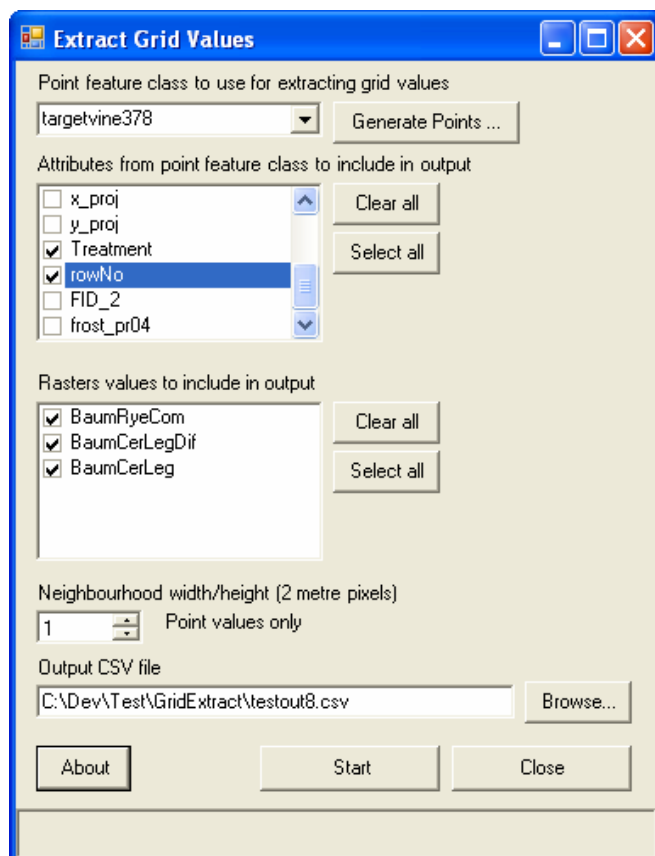 Extract Grid Values
Point feature class to use for extracting grid values
targetvine378
Generate Points ...
Attributes from point feature class to include in output
x_proj
y_proj
Treatment
rowNo
FID_2
frost_pr04
Clear all
Select all
Rasters values to include in output
BaumRyeCom
BaumCerLegDif
BaumCerLeg
Clear all
Select all
Neighbourhood width/height (2 metre pixels)
1 Point values only
Output CSV file
C:\Dev\Test\GridExtract\testout8.csv Browse...
About Start Close